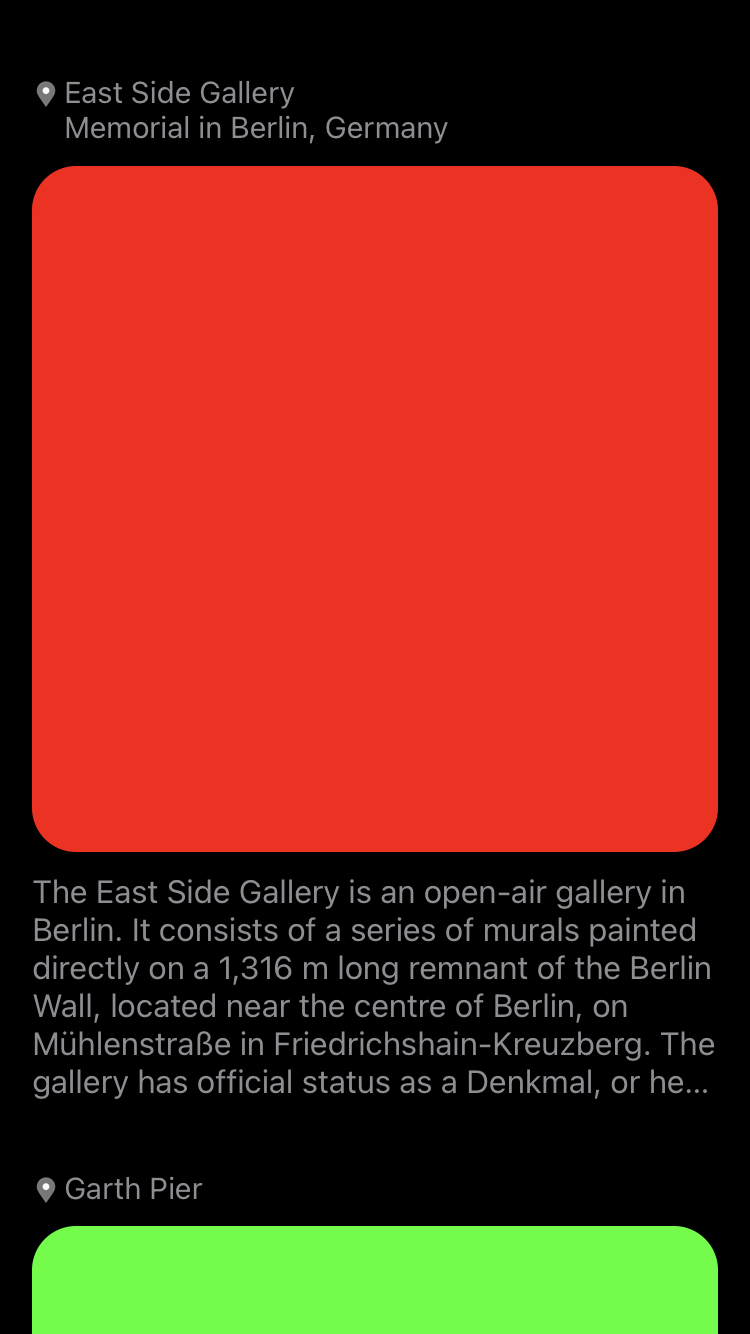 East Side Gallery
Memorial in Berlin, Germany
The East Side Gallery is an open-air gallery in
Berlin. It consists of a series of murals painted
directly on a 1,316 m long remnant of the Berlin
Wall, located near the centre of Berlin, on
Mühlenstraße in Friedrichshain-Kreuzberg. The
gallery has official status as a Denkmal, or he...
Garth Pier